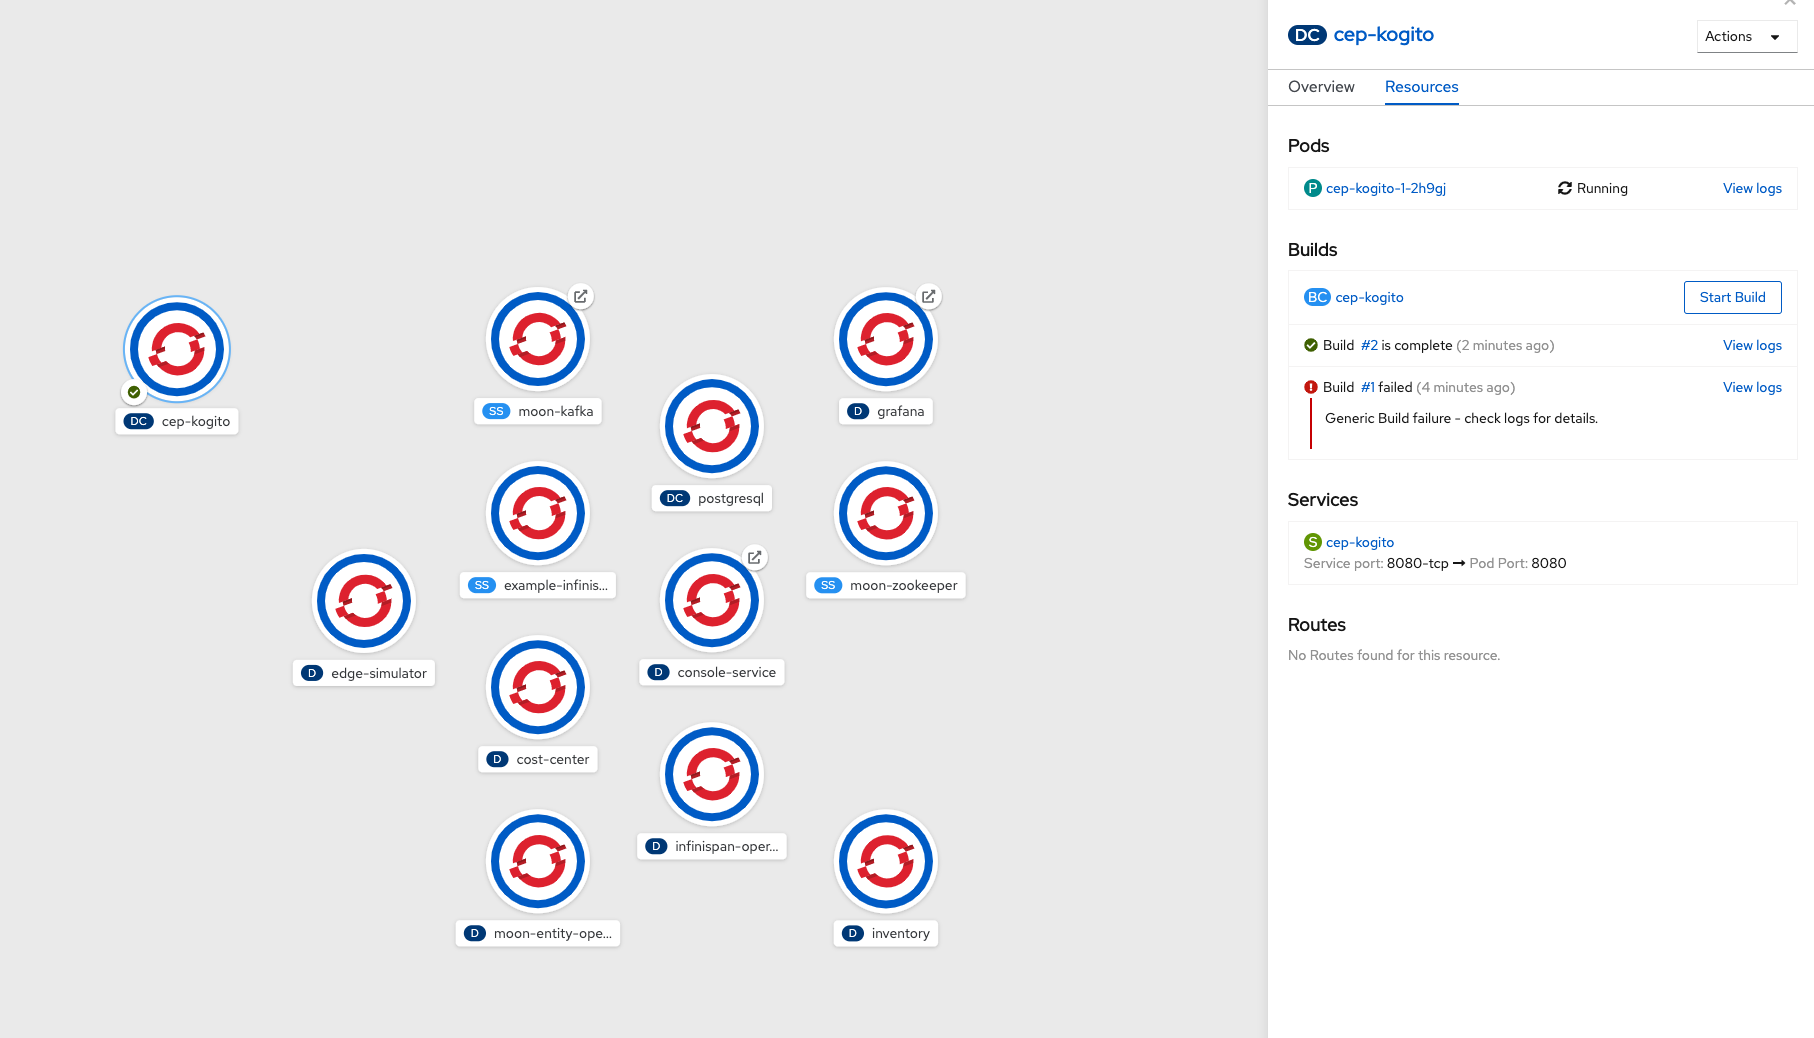 DC cep-kogito
SS moon-kafka
D grafana
DC postgresql
SS example-infinis...
SS moon-zookeeper
D edge-simulator
D console-service
D cost-center
D infinispan-oper...
D moon-entity-ope...
D inventory
DC cep-kogito
Actions
Overview Resources
Pods
P cep-kogito-1-2h9gj Running View logs
Builds
BC cep-kogito Start Build
Build #2 is complete (2 minutes ago) View logs
Build #1 failed (4 minutes ago) View logs
Generic Build failure - check logs for details.
Services
S cep-kogito
Service port: 8080-tcp → Pod Port: 8080
Routes
No Routes found for this resource.